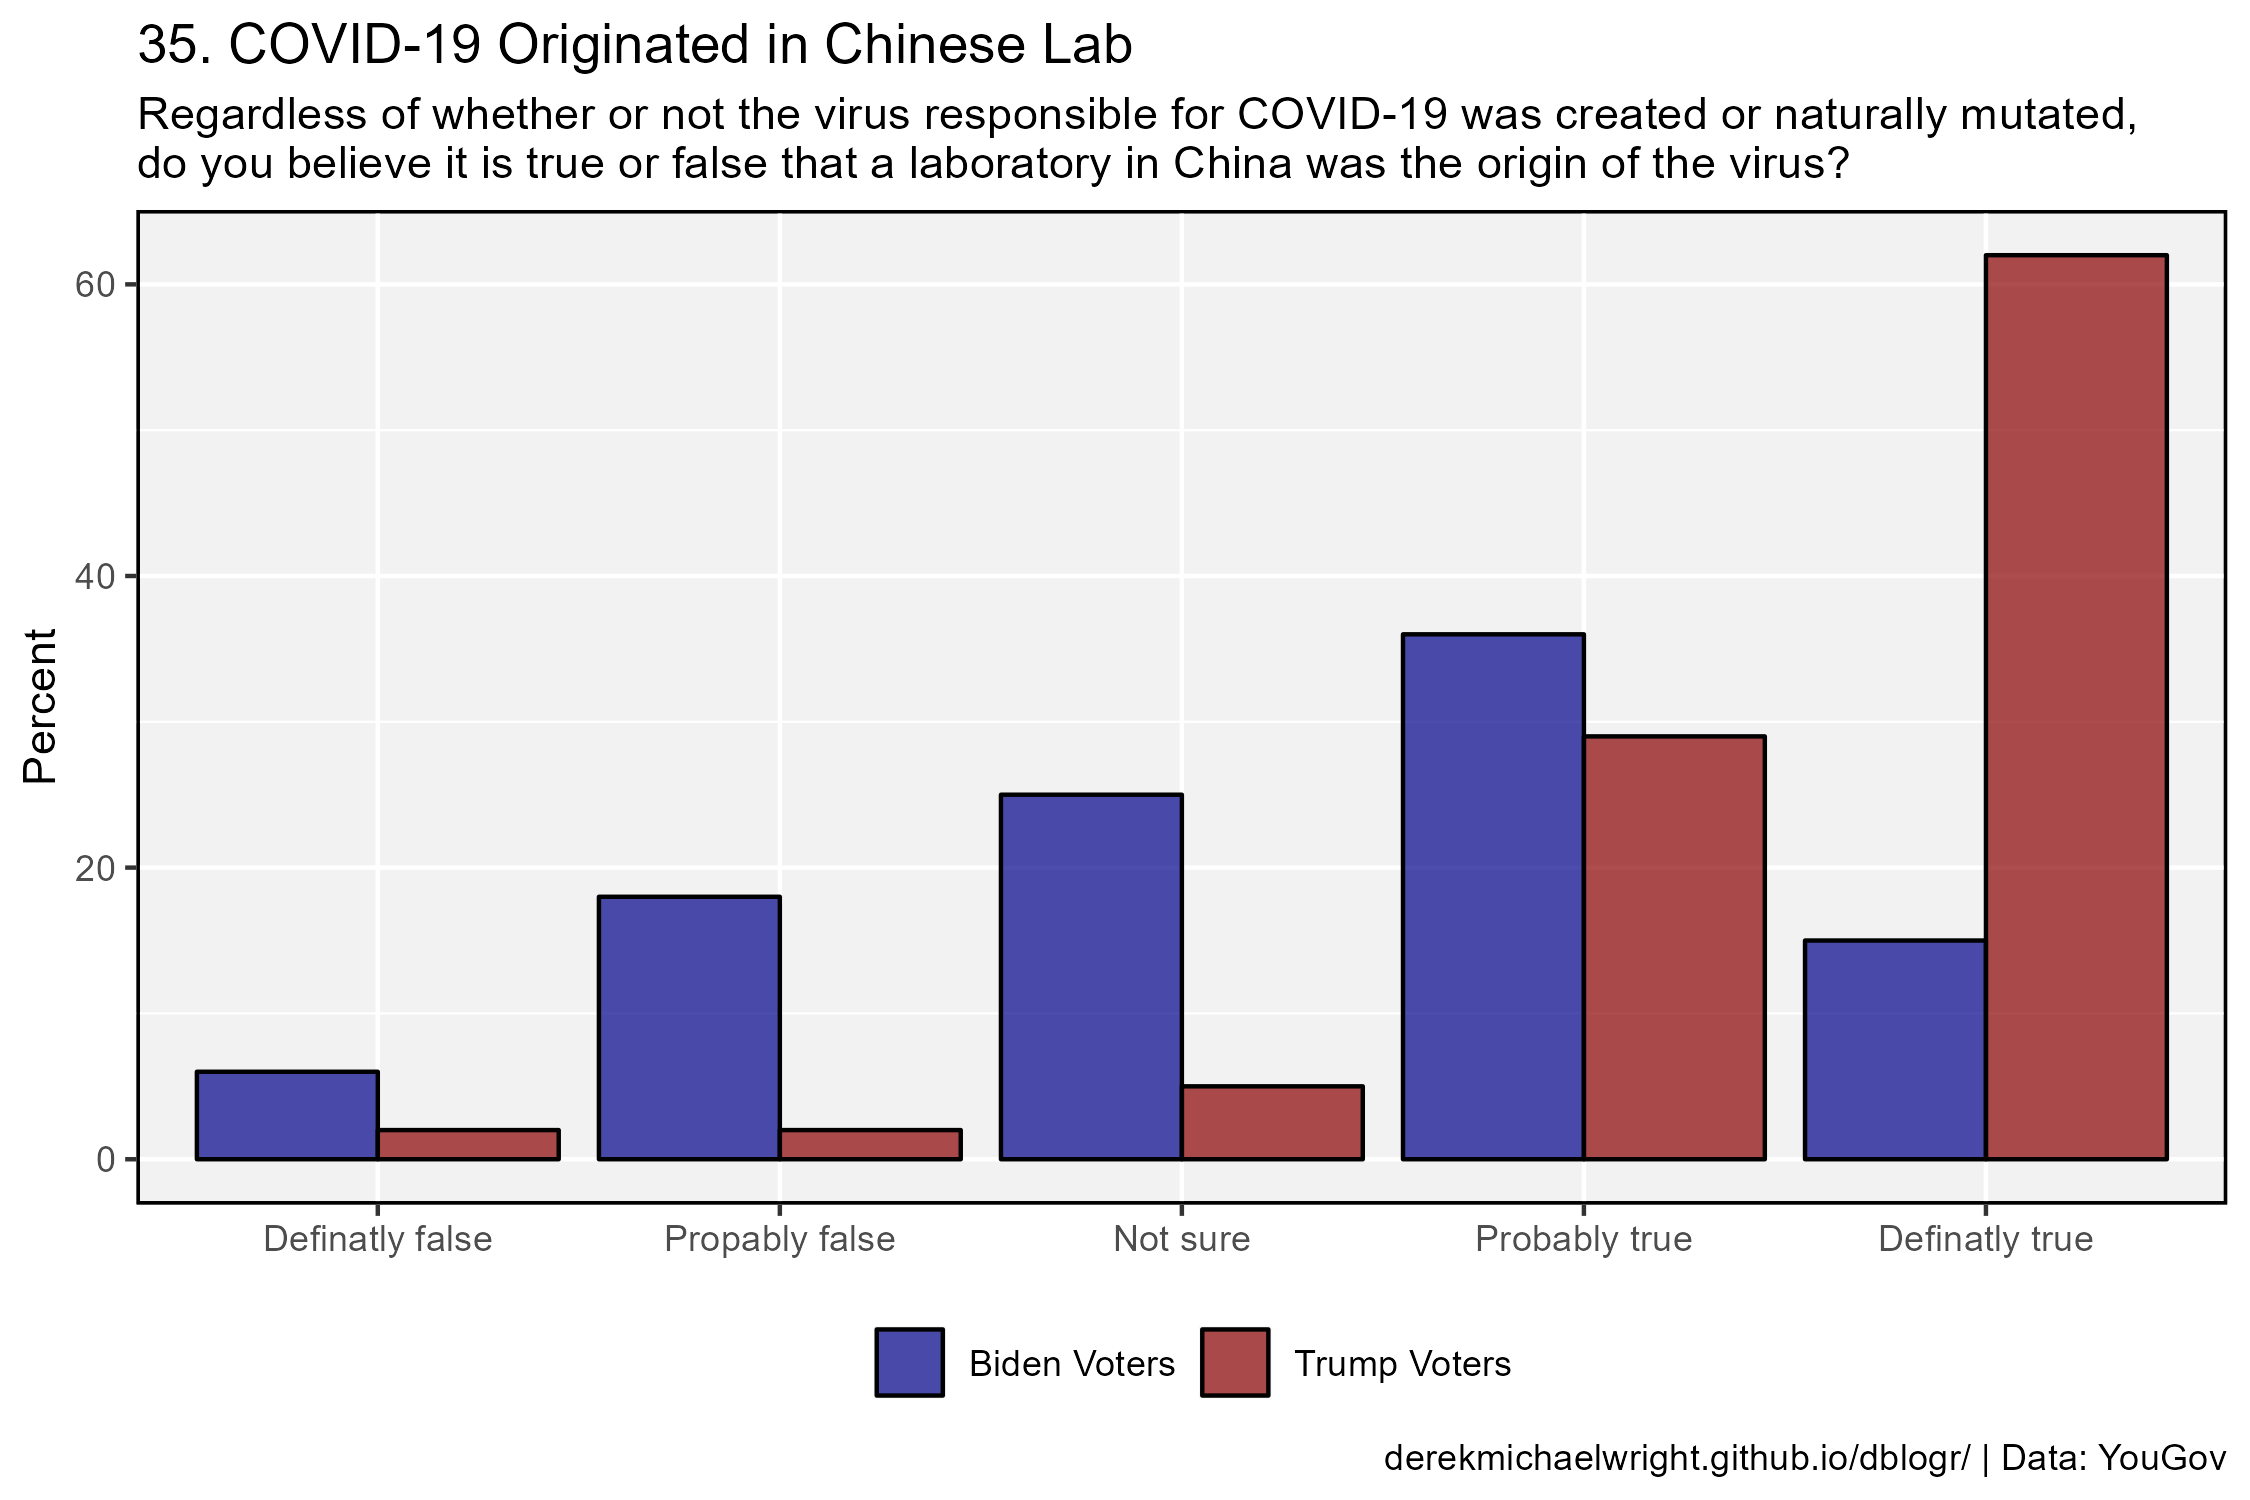 35. COVID-19 Originated in Chinese Lab
Regardless of whether or not the virus responsible for COVID-19 was created or naturally mutated,
do you believe it is true or false that a laboratory in China was the origin of the virus?
Percent
60
40
20
0
Definatly false
Propably false
Not sure
Probably true
Definatly true
Biden Voters
Trump Voters
derekmichaelwright.github.io/dblogr/ | Data: YouGov